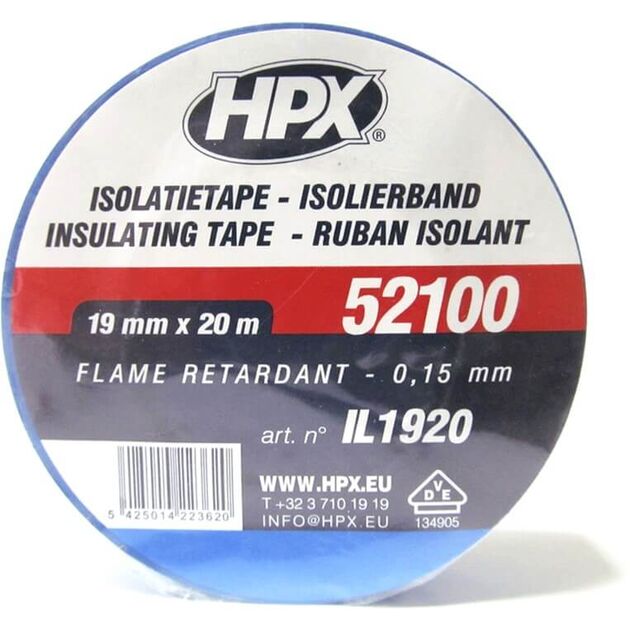 HPX®
ISOLATIETAPE - ISOLIERBAND
INSULATING TAPE - RUBAN ISOLANT
19 mm x 20 m
52100
FLAME RETARDANT - 0,15 mm
art. n° IL1920
WWW.HPX.EU
T +32 3 710 19 19
INFO@HPX.EU
5 425014 223620
DVE
134905